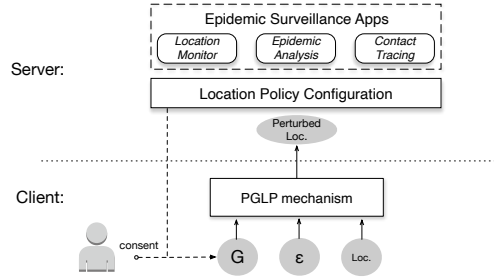 Epidemic Surveillance Apps
Location
Monitor
Epidemic
Analysis
Contact
Tracing
Server:
Location Policy Configuration
Perturbed
Loc.
Client:
PGLP mechanism
consent
G
ε
Loc.